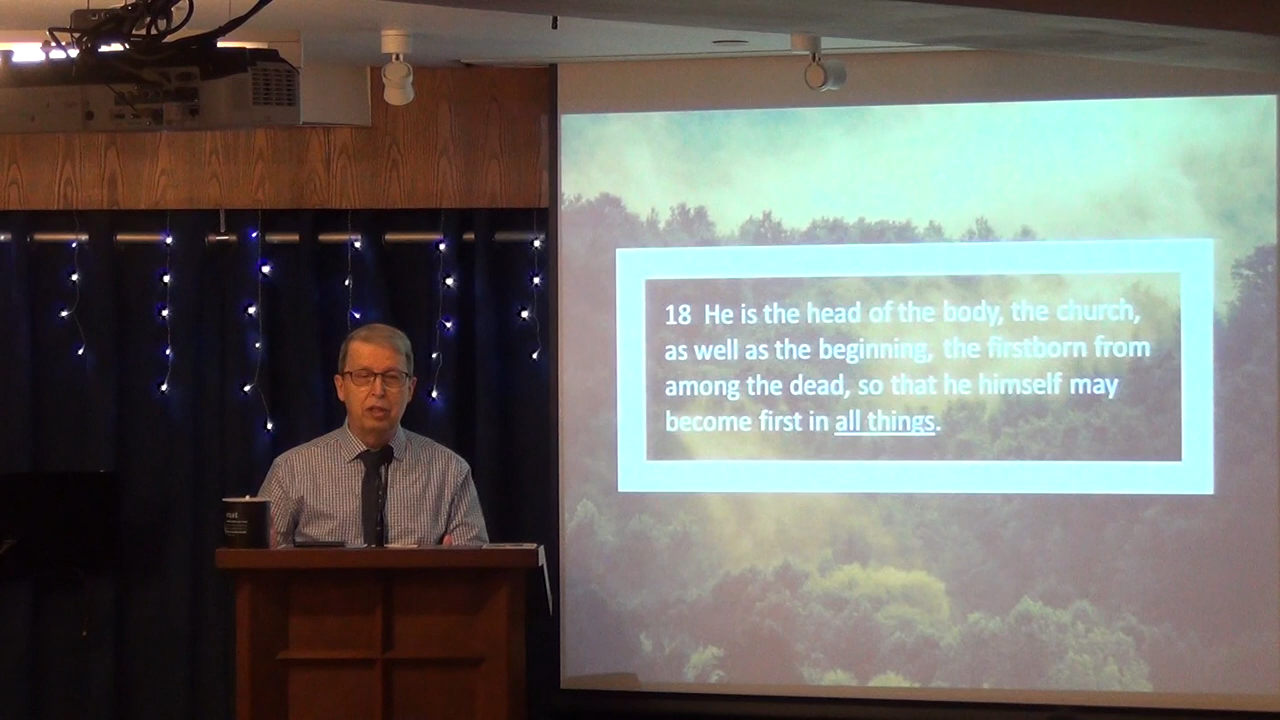 18 He is the head of the body, the church,
as well as the beginning, the firstborn from
among the dead, so that he himself may
become first in all things.